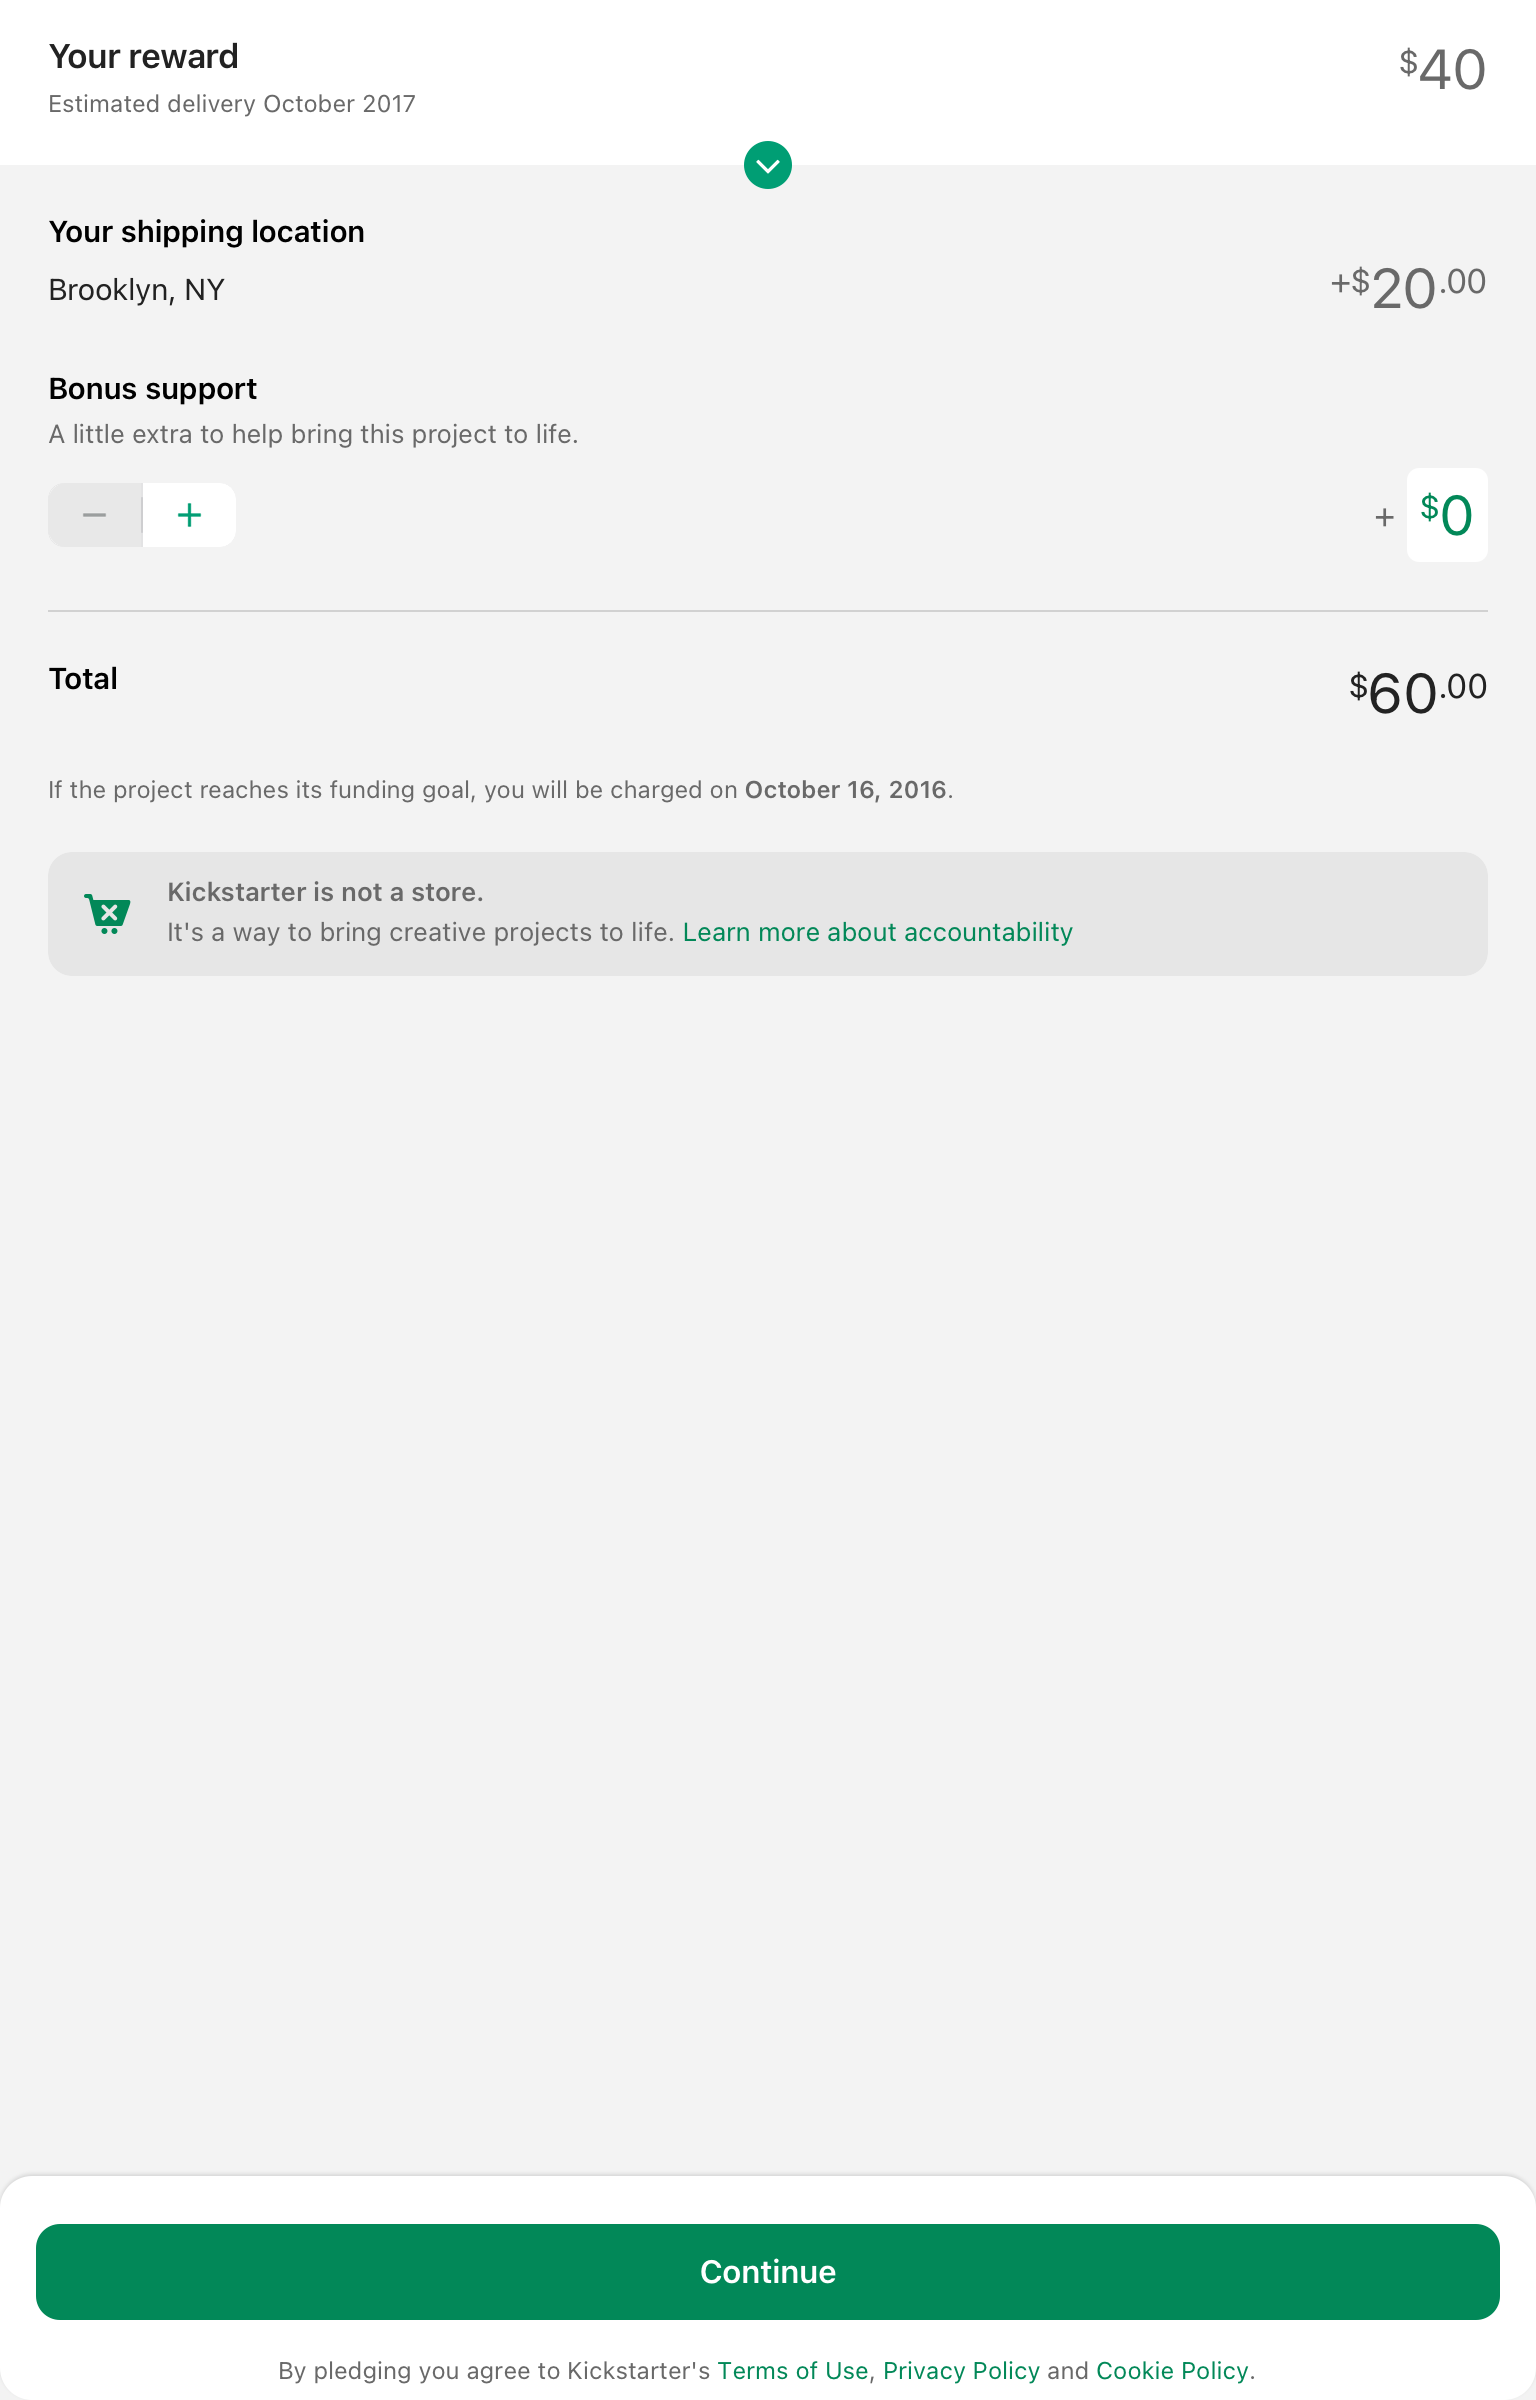 Your reward
$40
Estimated delivery October 2017
Your shipping location
Brooklyn, NY
+$20.00
Bonus support
A little extra to help bring this project to life.
− +
+ $0
Total
$60.00
If the project reaches its funding goal, you will be charged on October 16, 2016.
Kickstarter is not a store.
It's a way to bring creative projects to life. Learn more about accountability
Continue
By pledging you agree to Kickstarter's Terms of Use, Privacy Policy and Cookie Policy.